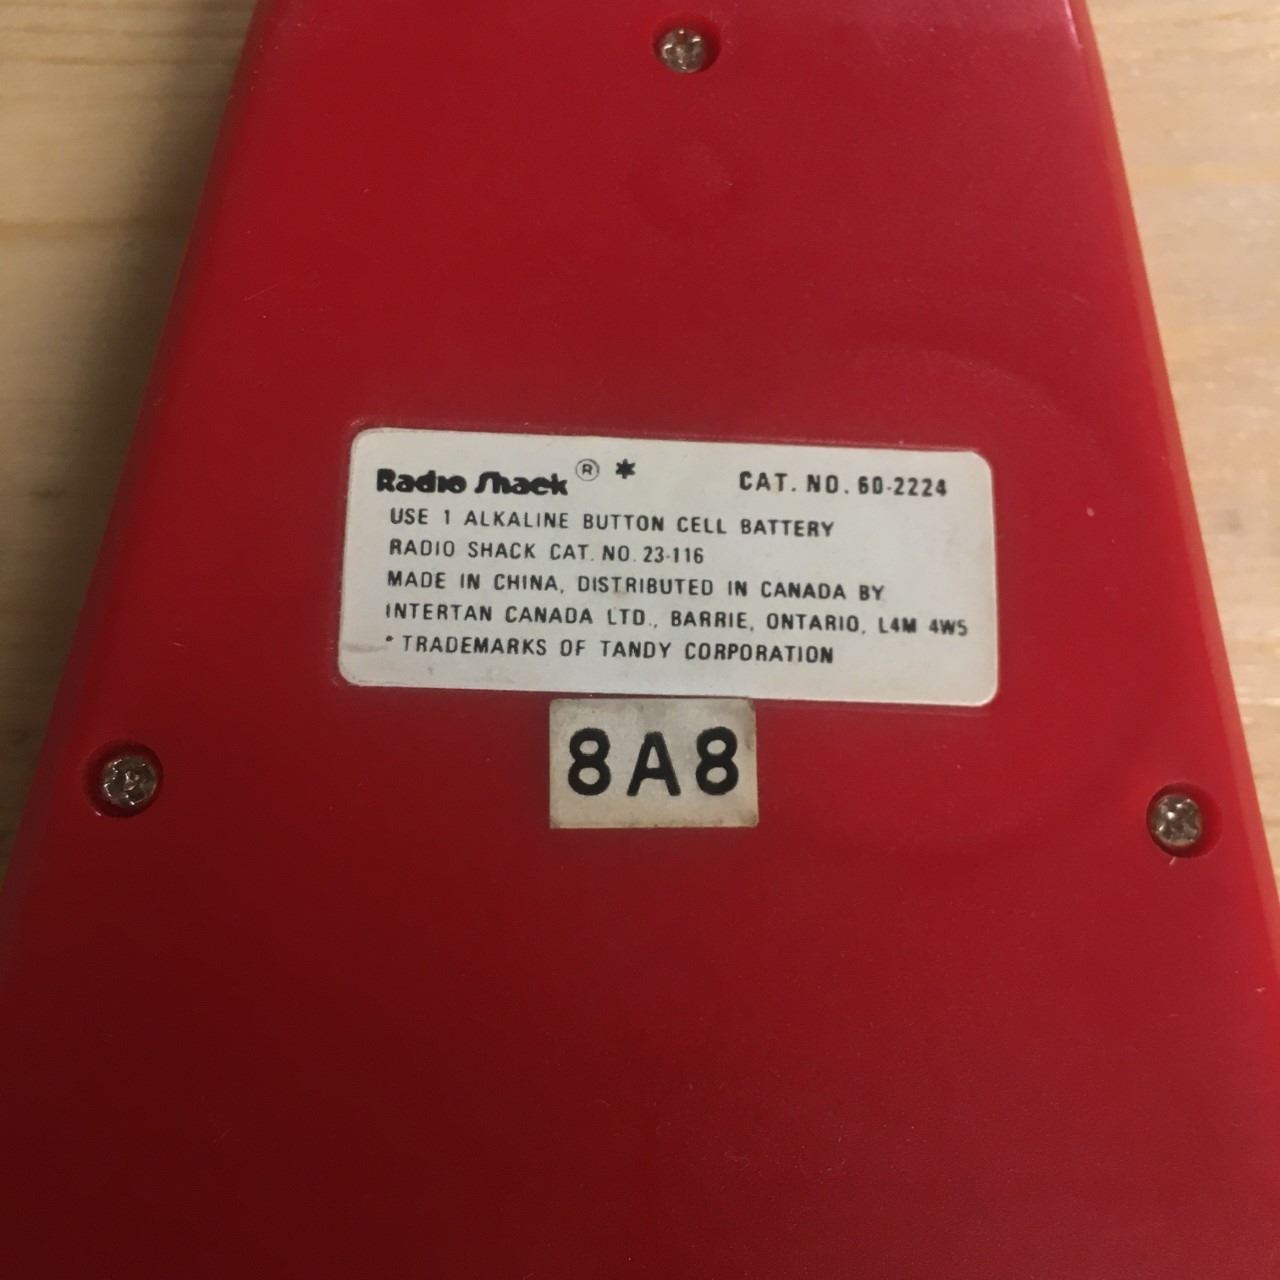 Radio Shack ® * CAT. NO. 60-2224
USE 1 ALKALINE BUTTON CELL BATTERY
RADIO SHACK CAT. NO. 23-116
MADE IN CHINA, DISTRIBUTED IN CANADA BY
INTERTAN CANADA LTD., BARRIE, ONTARIO, L4M 4W5
* TRADEMARKS OF TANDY CORPORATION
8A8